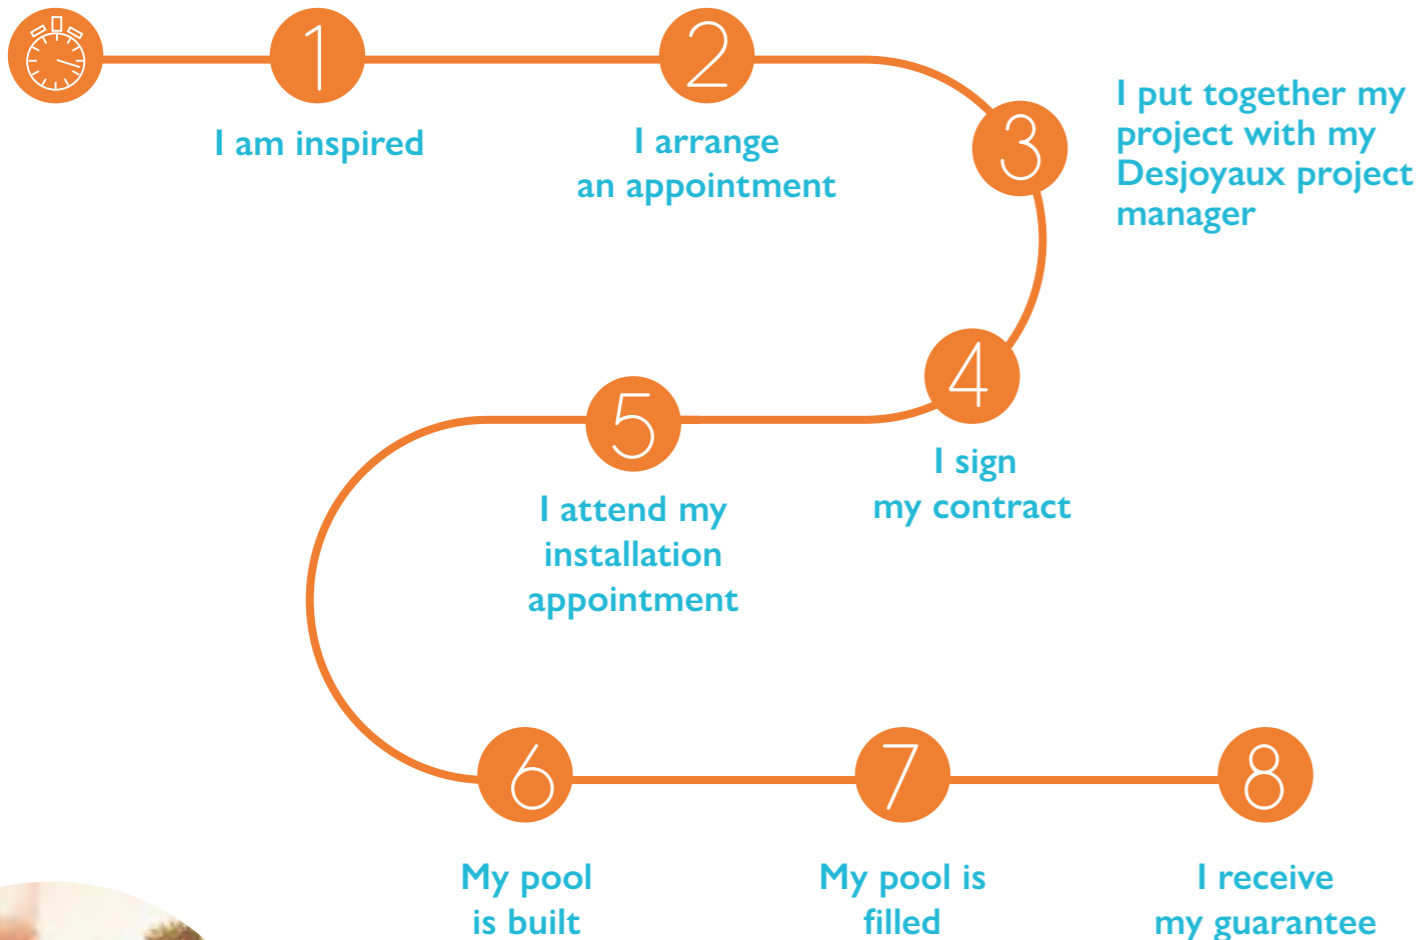 1
I am inspired
2
I arrange
an appointment
3
I put together my
project with my
Desjoyaux project
manager
4
I sign
my contract
5
I attend my
installation
appointment
6
My pool
is built
7
My pool is
filled
8
I receive
my guarantee